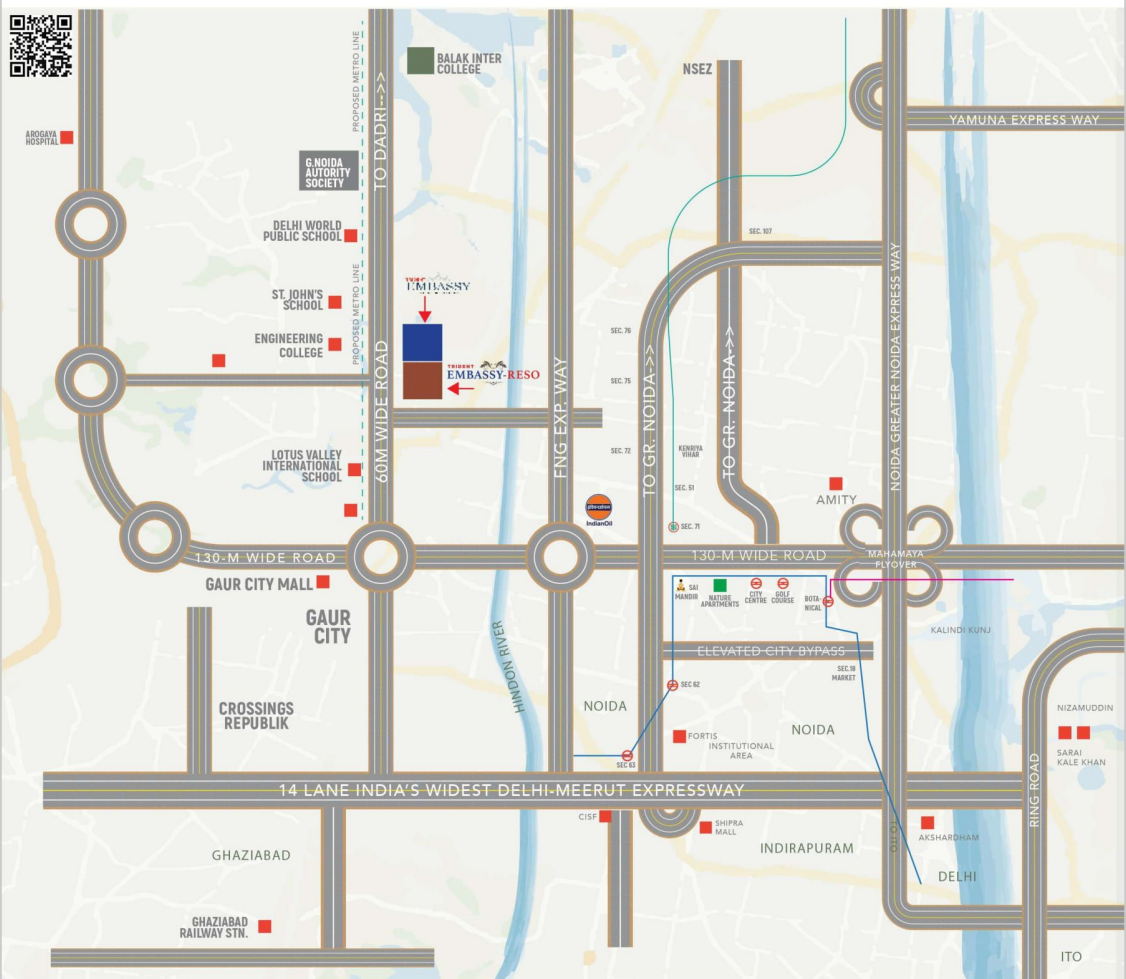 BALAK INTER
COLLEGE
NSEZ
PROPOSED METRO LINE
TO DADRI-->>
YAMUNA EXPRESS WAY
AROGAYA
HOSPITAL
G.NOIDA
AUTORITY
SOCIETY
DELHI WORLD
PUBLIC SCHOOL
SEC. 107
PROPOSED METRO LINE
ST. JOHN'S
SCHOOL
EMBASSY
ENGINEERING
COLLEGE
TRIDENT
EMBASSY-RESO
SEC. 76
SEC. 75
60M WIDE ROAD
FNG EXP. WAY
TO GR. NOIDA->>
TO GR. NOIDA->>
NOIDA GREATER NOIDA EXPRESS WAY
LOTUS VALLEY
INTERNATIONAL
SCHOOL
SEC. 72
KENRIYA
VIHAR
SEC. 51
IndianOil
SEC. 71
AMITY
130-M WIDE ROAD
130-M WIDE ROAD
MAHAMAYA
FLYOVER
GAUR CITY MALL
SAI
MANDIR
NATURE
APARTMENTS
CITY
CENTRE
GOLF
COURSE
BOTA-
NICAL
GAUR
CITY
HINDON RIVER
KALINDI KUNJ
ELEVATED CITY BYPASS
SEC.18
MARKET
SEC 62
CROSSINGS
REPUBLIK
NOIDA
NOIDA
FORTIS
INSTITUTIONAL
AREA
NIZAMUDDIN
SARAI
KALE KHAN
SEC 63
RING ROAD
14 LANE INDIA'S WIDEST DELHI-MEERUT EXPRESSWAY
CISF
SHIPRA
MALL
AKSHARDHAM
GHAZIABAD
INDIRAPURAM
DELHI
GHAZIABAD
RAILWAY STN.
ITO